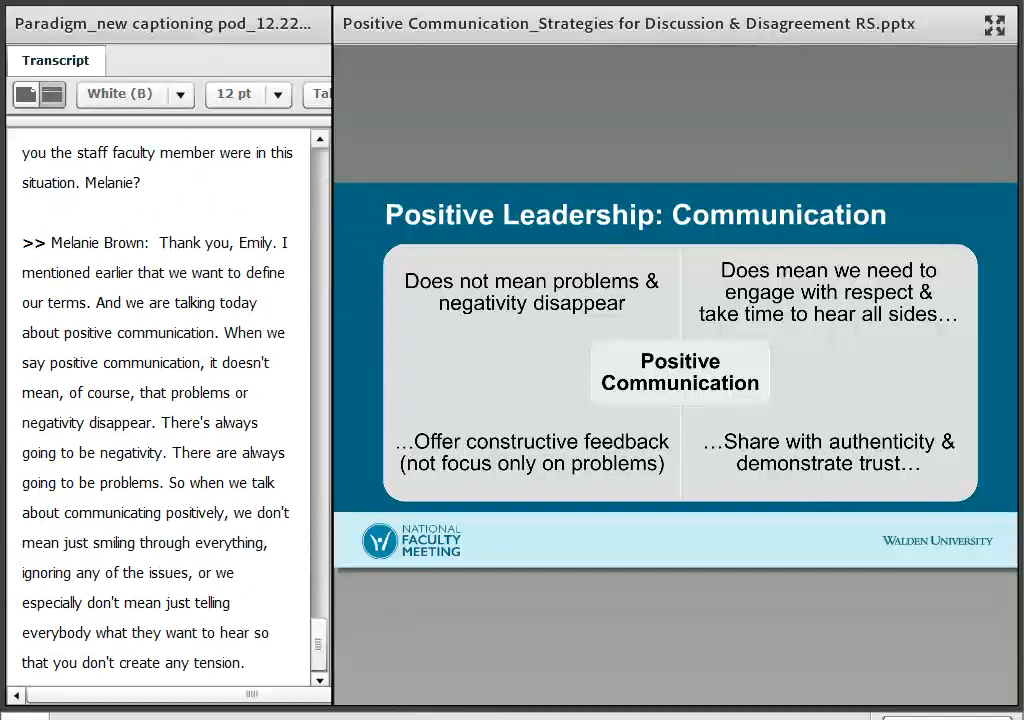 Paradigm_new captioning pod_12.22...
Transcript
White (B)
12 pt
Tal
you the staff faculty member were in this
situation. Melanie?
>> Melanie Brown:  Thank you, Emily. I
mentioned earlier that we want to define
our terms. And we are talking today
about positive communication. When we
say positive communication, it doesn't
mean, of course, that problems or
negativity disappear. There's always
going to be negativity. There are always
going to be problems. So when we talk
about communicating positively, we don't
mean just smiling through everything,
ignoring any of the issues, or we
especially don't mean just telling
everybody what they want to hear so
that you don't create any tension.
Positive Communication_Strategies for Discussion & Disagreement RS.pptx
Positive Leadership: Communication
Does not mean problems &
negativity disappear
Does mean we need to
engage with respect &
take time to hear all sides…
Positive
Communication
…Offer constructive feedback
(not focus only on problems)
…Share with authenticity &
demonstrate trust…
NATIONAL
FACULTY
MEETING
WALDEN UNIVERSITY